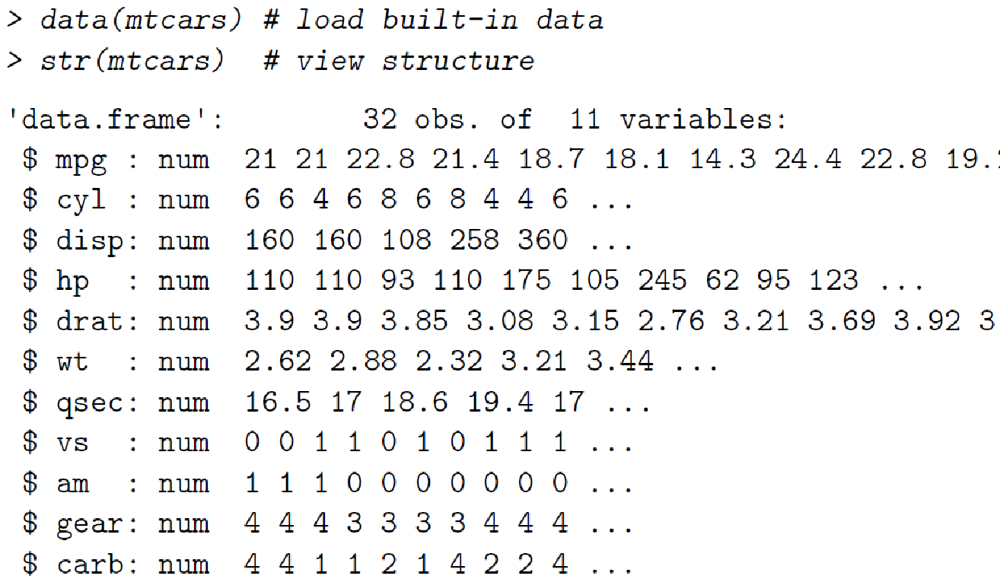 > data(mtcars) # load built-in data
> str(mtcars)  # view structure
'data.frame':        32 obs. of  11 variables:
 $ mpg : num  21 21 22.8 21.4 18.7 18.1 14.3 24.4 22.8 19.
 $ cyl : num  6 6 4 6 8 6 8 4 4 6 ...
 $ disp: num  160 160 108 258 360 ...
 $ hp  : num  110 110 93 110 175 105 245 62 95 123 ...
 $ drat: num  3.9 3.9 3.85 3.08 3.15 2.76 3.21 3.69 3.92 3
 $ wt  : num  2.62 2.88 2.32 3.21 3.44 ...
 $ qsec: num  16.5 17 18.6 19.4 17 ...
 $ vs  : num  0 0 1 1 0 1 0 1 1 1 ...
 $ am  : num  1 1 1 0 0 0 0 0 0 0 ...
 $ gear: num  4 4 4 3 3 3 3 4 4 4 ...
 $ carb: num  4 4 1 1 2 1 4 2 2 4 ...